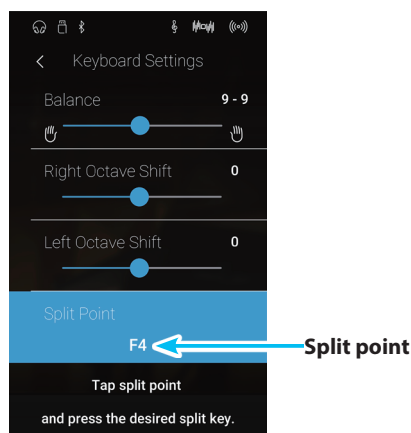 Keyboard Settings
Balance 9 - 9
Right Octave Shift 0
Left Octave Shift 0
Split Point
F4
Split point
Tap split point
and press the desired split key.